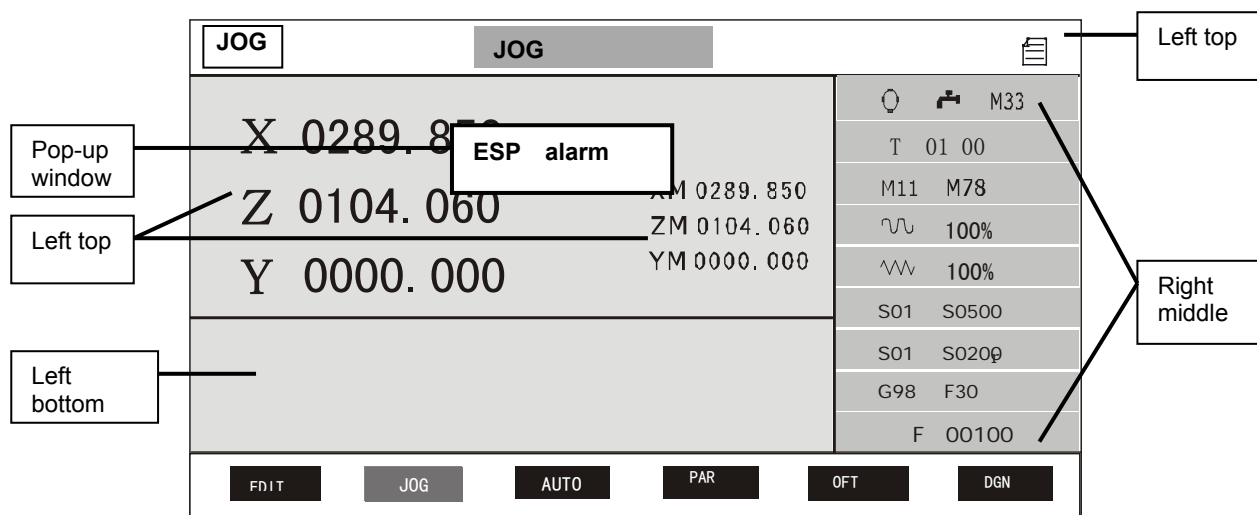 JOG
JOG
Left top
M33
X 0289. 850
ESP alarm
Pop-up
window
T 01 00
XM 0289. 850
M11 M78
Z 0104. 060
ZM 0104. 060
100%
Left top
YM 0000. 000
Y 0000. 000
100%
Right
middle
S01 S0500
S01 S0200
Left
bottom
G98 F30
F 00100
EDIT JOG AUTO PAR OFT DGN